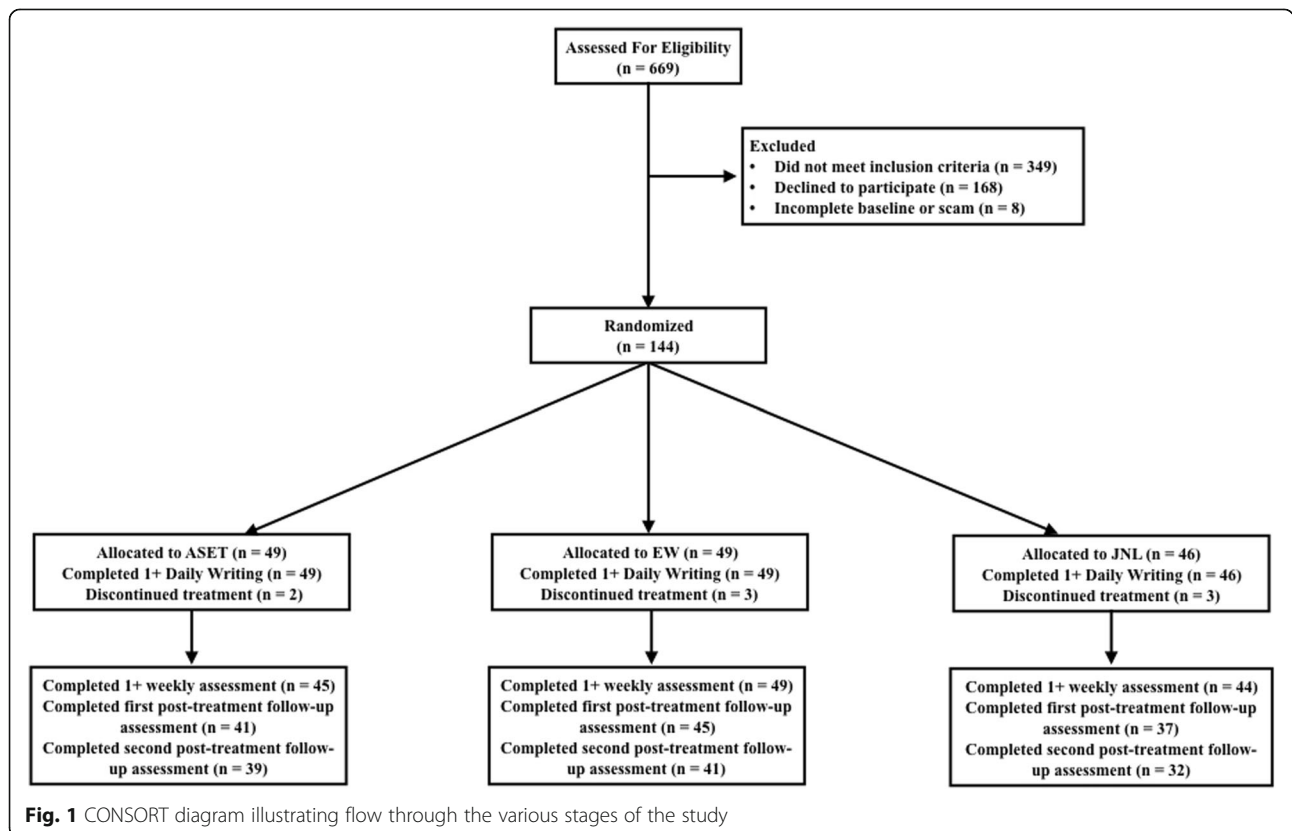 Assessed For Eligibility
(n = 669)
Excluded
• Did not meet inclusion criteria (n = 349)
• Declined to participate (n = 168)
• Incomplete baseline or scam (n = 8)
Randomized
(n = 144)
Allocated to ASET (n = 49)
Completed 1+ Daily Writing (n = 49)
Discontinued treatment (n = 2)
Allocated to EW (n = 49)
Completed 1+ Daily Writing (n = 49)
Discontinued treatment (n = 3)
Allocated to JNL (n = 46)
Completed 1+ Daily Writing (n = 46)
Discontinued treatment (n = 3)
Completed 1+ weekly assessment (n = 45)
Completed first post-treatment follow-up
assessment (n = 41)
Completed second post-treatment follow-
up assessment (n = 39)
Completed 1+ weekly assessment (n = 49)
Completed first post-treatment follow-up
assessment (n = 45)
Completed second post-treatment follow-
up assessment (n = 41)
Completed 1+ weekly assessment (n = 44)
Completed first post-treatment follow-up
assessment (n = 37)
Completed second post-treatment follow-
up assessment (n = 32)
Fig. 1 CONSORT diagram illustrating flow through the various stages of the study